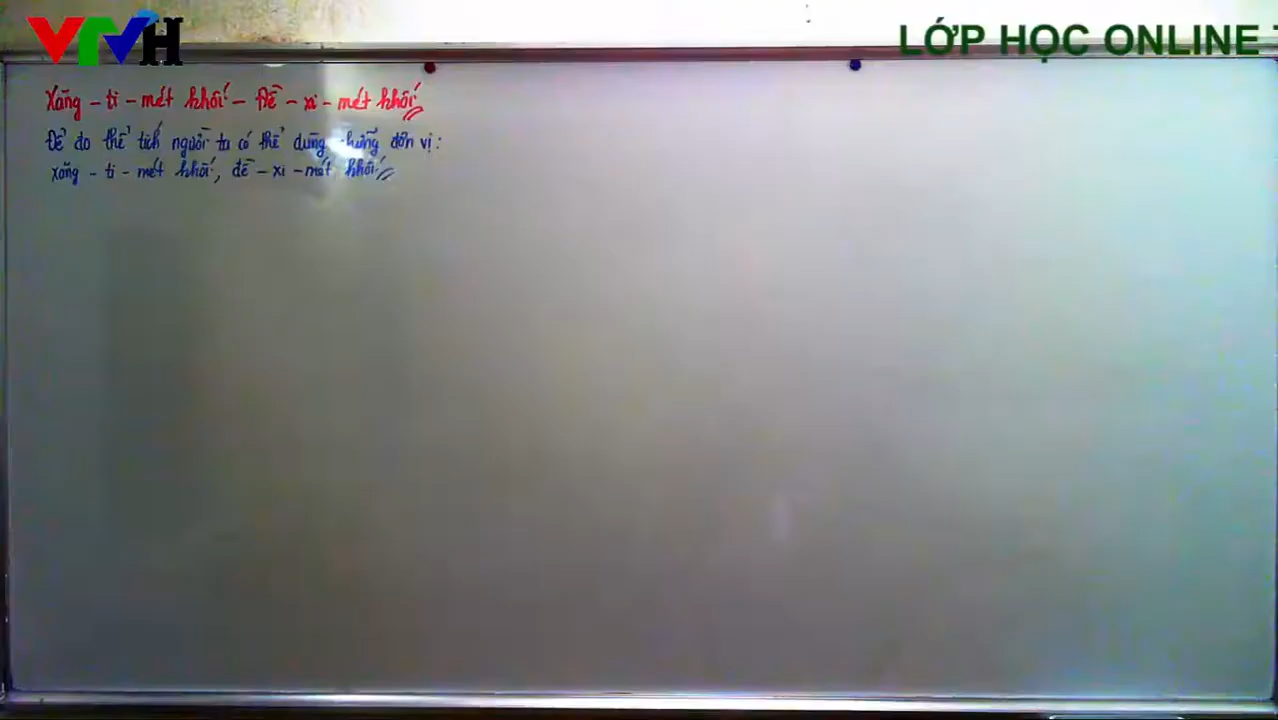 VTVH
LỚP HỌC ONLINE
Xăng - ti - mét khối - Đề - xi - mét khối
Để đo thể tích người ta có thể dùng những đơn vị:
xăng - ti - mét khối, đề - xi - mét khối